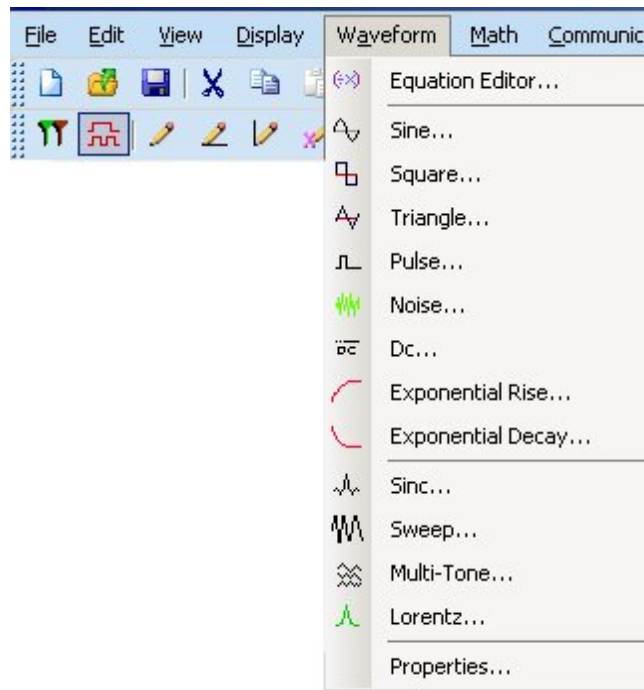 File Edit View Display Waveform Math Communic
Equation Editor...
Sine...
Square...
Triangle...
Pulse...
Noise...
DC Dc...
Exponential Rise...
Exponential Decay...
Sinc...
Sweep...
Multi-Tone...
Lorentz...
Properties...